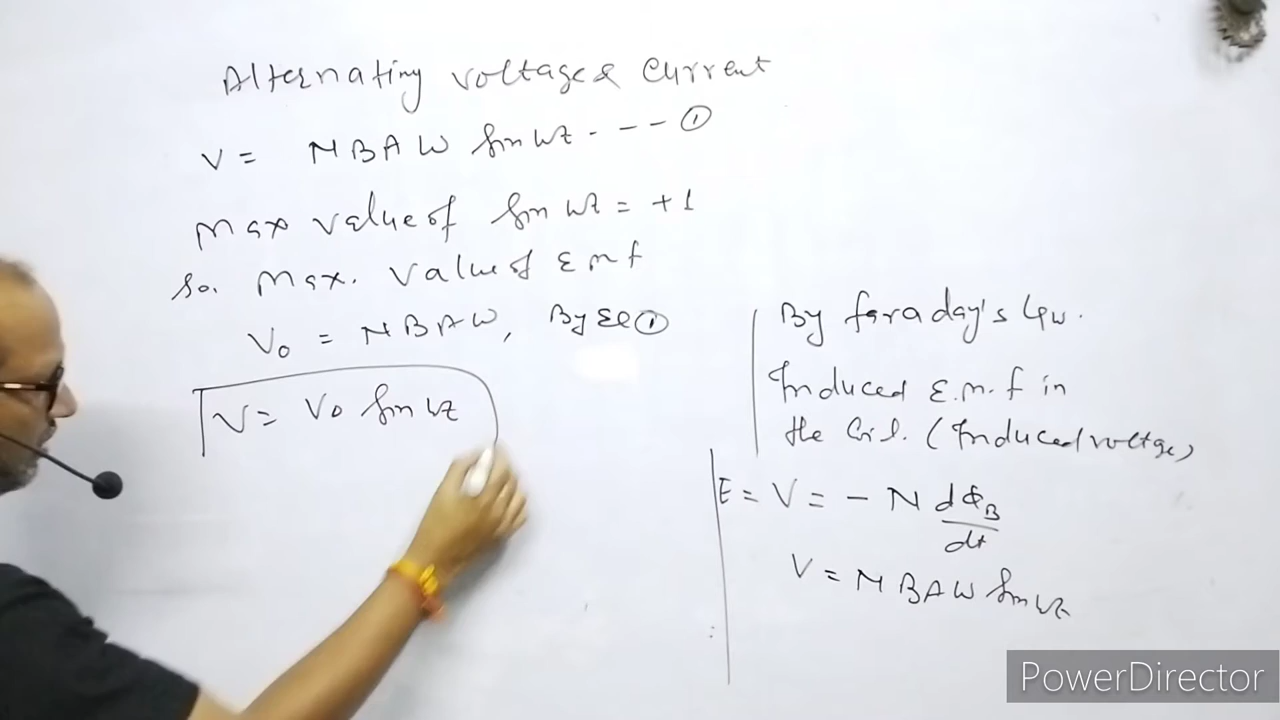 Alternating voltage & Current
V = NBAW Sin wt - - - - ①
Max value of Sin wt = +1
So. Max. Value of Emf
V₀ = NBAW, By EQ ①
V = V₀ Sin wt
By faraday's Law.
Induced E.m.f in
the Coil. (Induced voltage)
E = V = - N dΦB/dt
V = NBAW Sin wt
PowerDirector